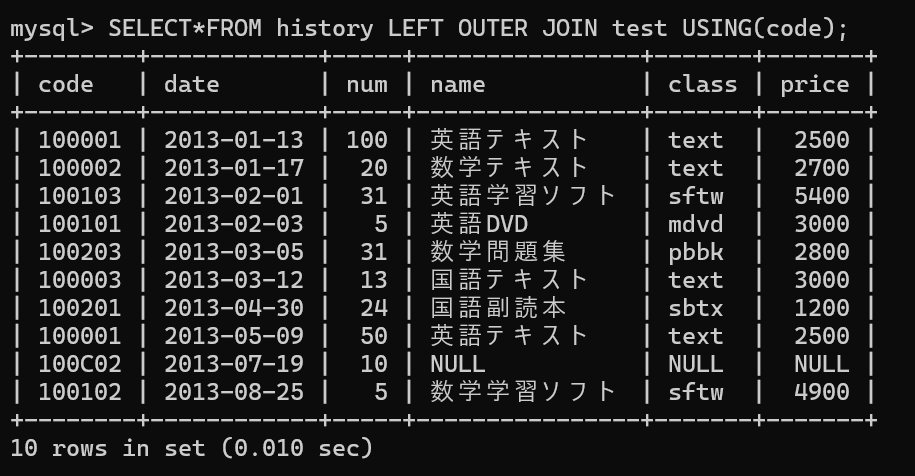 mysql> SELECT*FROM history LEFT OUTER JOIN test USING(code);
+--------+------------+------+----------------+-------+-------+
| code   | date       | num | name           | class | price |
+--------+------------+------+----------------+-------+-------+
| 100001 | 2013-01-13 | 100 | 英語テキスト | text | 2500 |
| 100002 | 2013-01-17 | 20 | 数学テキスト | text | 2700 |
| 100103 | 2013-02-01 | 31 | 英語学習ソフト | sftw | 5400 |
| 100101 | 2013-02-03 | 5 | 英語DVD | mdvd | 3000 |
| 100203 | 2013-03-05 | 31 | 数学問題集 | pbbk | 2800 |
| 100003 | 2013-03-12 | 13 | 国語テキスト | text | 3000 |
| 100201 | 2013-04-30 | 24 | 国語副読本 | sbtx | 1200 |
| 100001 | 2013-05-09 | 50 | 英語テキスト | text | 2500 |
| 100C02 | 2013-07-19 | 10 | NULL | NULL | NULL |
| 100102 | 2013-08-25 | 5 | 数学学習ソフト | sftw | 4900 |
+--------+------------+------+----------------+-------+-------+
10 rows in set (0.010 sec)